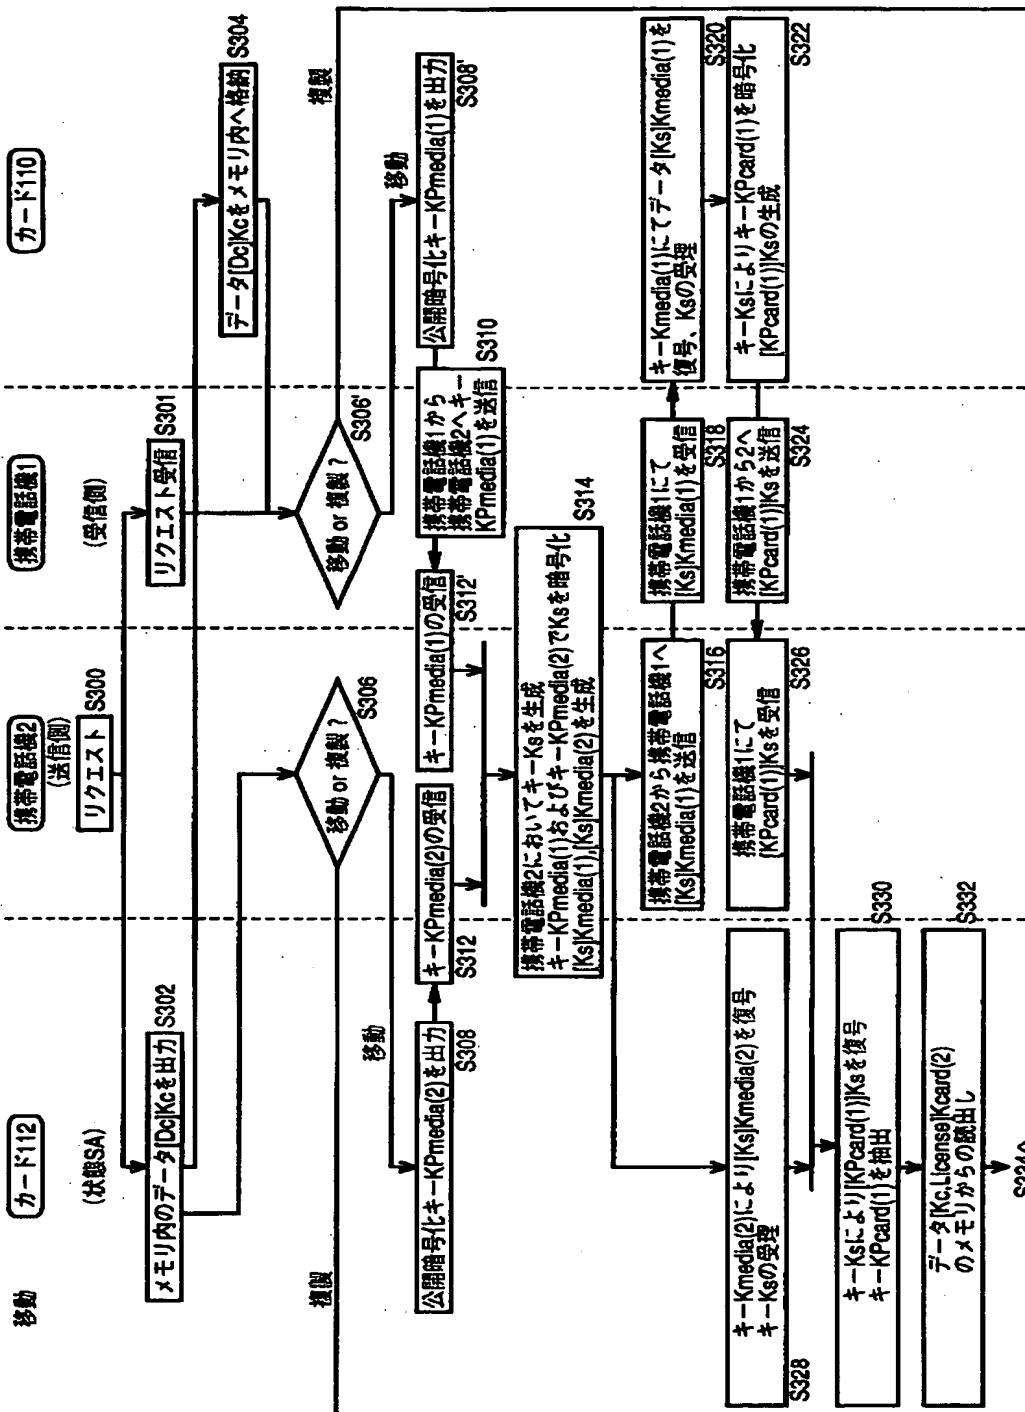 移動
カード112
携帯電話機2
携帯電話機1
カード110
(状態SA)
(送信側)
(受信側)
リクエスト
S300
リクエスト受信
S301
メモリ内のデータ[Dc]Kcを出力
S302
データ[Dc]Kcをメモリ内へ格納
S304
移動 or 複製 ?
S306
移動 or 複製 ?
S306'
複製
複製
移動
移動
公開暗号化キーKPmedia(2)を出力
S308
キーKPmedia(2)の受信
S312
キーKPmedia(1)の受信
S312'
携帯電話機1から
携帯電話機2へキー
KPmedia(1)を送信
S310
公開暗号化キーKPmedia(1)を出力
S308'
携帯電話機2においてキーKsを生成
キーKPmedia(1)およびキーKPmedia(2)でKsを暗号化
[Ks]Kmedia(1),[Ks]Kmedia(2)を生成
S314
携帯電話機2から携帯電話機1へ
[Ks]Kmedia(1)を送信
S316
携帯電話機1にて
[Ks]Kmedia(1)を受信
S318
キーKmedia(1)にてデータ[Ks]Kmedia(1)を
復号、Ksの受理
S320
キーKmedia(2)により[Ks]Kmedia(2)を復号
キーKsの受理
S328
携帯電話機1にて
[KPcard(1)]Ksを受信
S326
携帯電話機1から2へ
[KPcard(1)]Ksを送信
S324
キーKsによりキーKPcard(1)を暗号化
[KPcard(1)]Ksの生成
S322
キーKsにより[KPcard(1)]Ksを復号
キーKPcard(1)を抽出
S330
データ[Kc,License]Kcard(2)
のメモリからの読出し
S332
S334へ